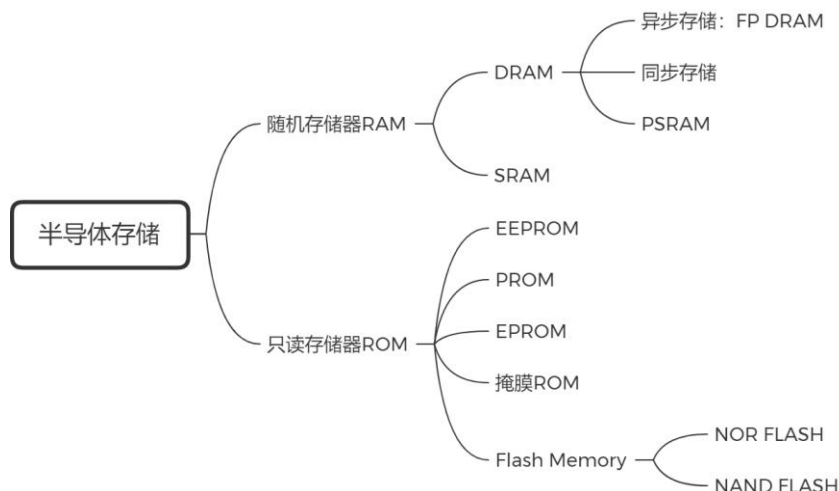 半导体存储
随机存储器RAM
DRAM
异步存储：FP DRAM
同步存储
PSRAM
SRAM
只读存储器ROM
EEPROM
PROM
EPROM
掩膜ROM
Flash Memory
NOR FLASH
NAND FLASH